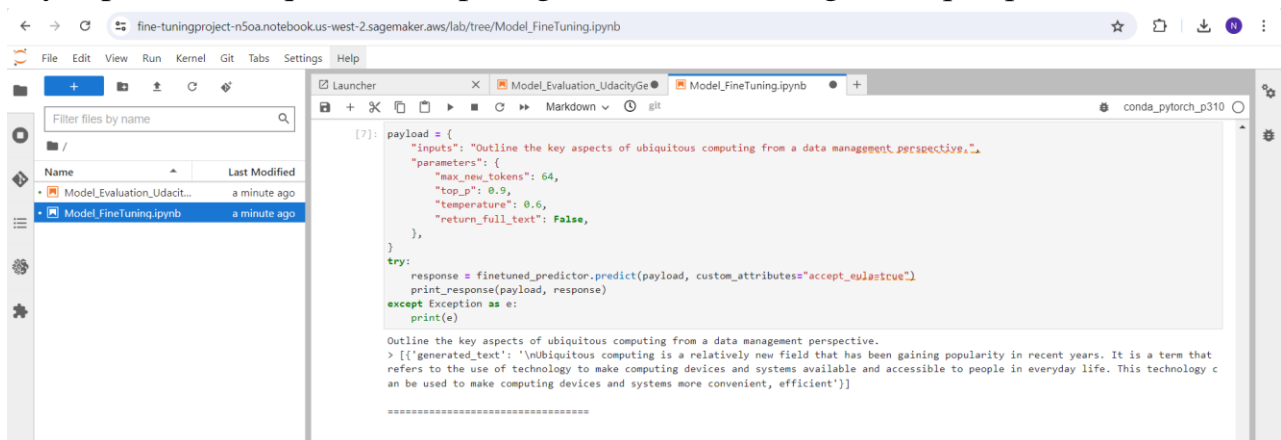 fine-tuningproject-n5oa.notebook.us-west-2.sagemaker.aws/lab/tree/Model_FineTuning.ipynb
N
File Edit View Run Kernel Git Tabs Settings Help
Filter files by name
/
Name Last Modified
Model_Evaluation_Udacit... a minute ago
Model_FineTuning.ipynb a minute ago
Launcher Model_Evaluation_UdacityGe Model_FineTuning.ipynb
Markdown git conda_pytorch_p310
[7]: payload = {
"inputs": "Outline the key aspects of ubiquitous computing from a data management perspective.",
"parameters": {
"max_new_tokens": 64,
"top_p": 0.9,
"temperature": 0.6,
"return_full_text": False,
},
}
try:
response = finetuned_predictor.predict(payload, custom_attributes="accept_eula=true")
print_response(payload, response)
except Exception as e:
print(e)
Outline the key aspects of ubiquitous computing from a data management perspective.
> [{'generated_text': '\nUbiquitous computing is a relatively new field that has been gaining popularity in recent years. It is a term that
refers to the use of technology to make computing devices and systems available and accessible to people in everyday life. This technology c
an be used to make computing devices and systems more convenient, efficient'}]
==================================